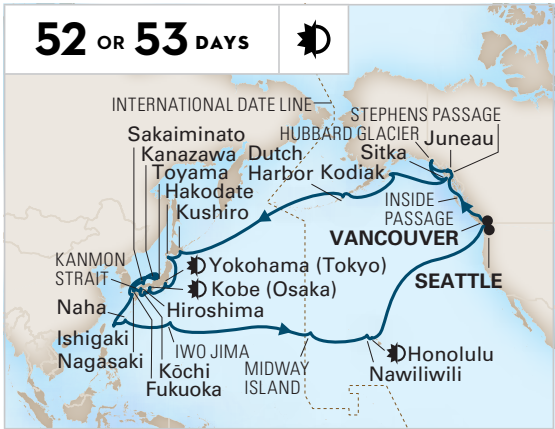 52 OR 53 DAYS
INTERNATIONAL DATE LINE
STEPHENS PASSAGE
Sakaiminato
HUBBARD GLACIER
Juneau
Kanazawa
Dutch
Harbor
Kodiak
Sitka
Toyama
Hakodate
Kushiro
INSIDE
PASSAGE
VANCOUVER
SEATTLE
KANMON
STRAIT
Yokohama (Tokyo)
Kobe (Osaka)
Hiroshima
Naha
Ishigaki
Nagasaki
IWO JIMA
Kōchi
Fukuoka
MIDWAY
ISLAND
Honolulu
Nawiliwili